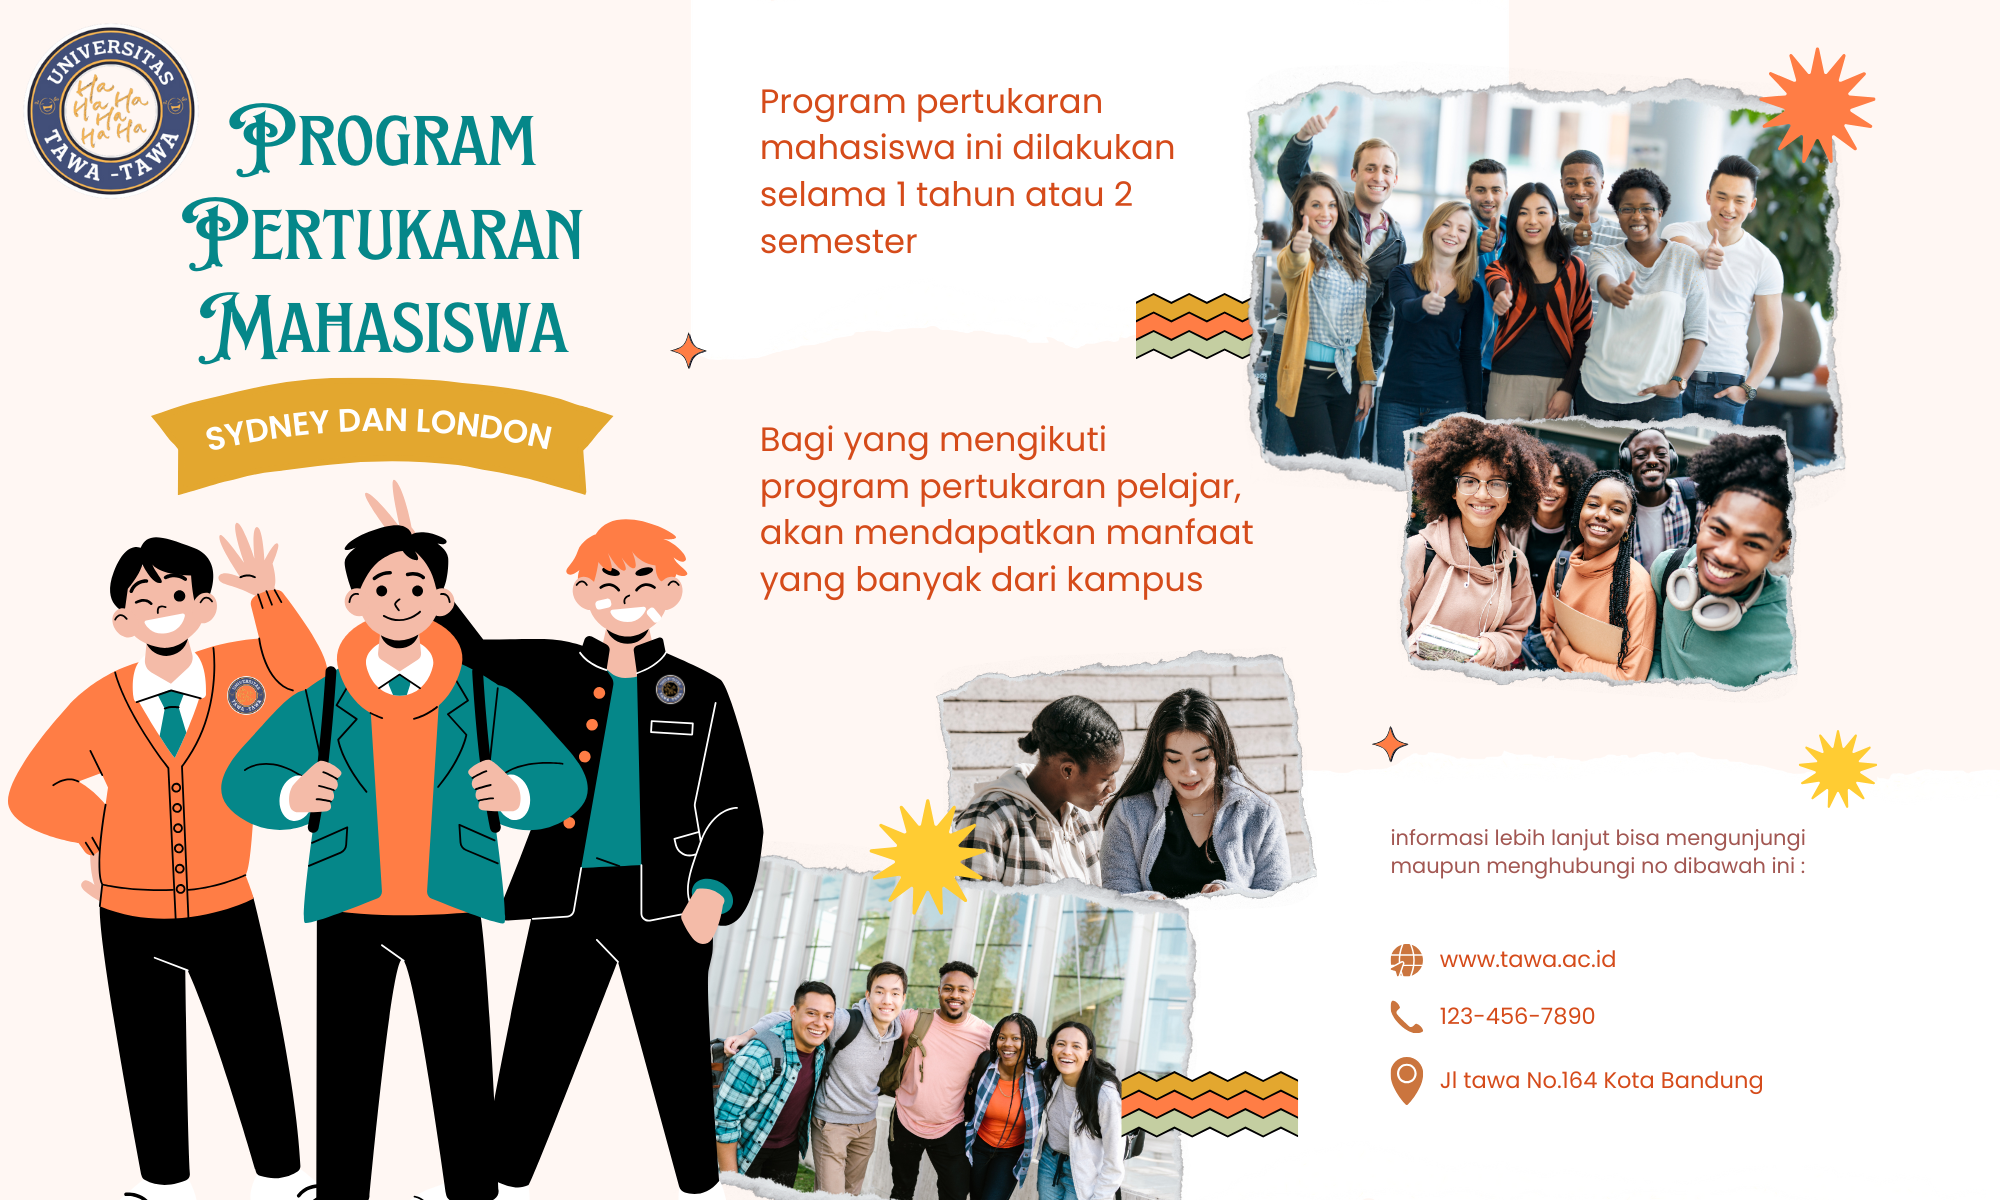 UNIVERSITAS
Ha
Ha Ha
Ha
Ha Ha
TAWA -TAWA
PROGRAM
PERTUKARAN
MAHASISWA
SYDNEY DAN LONDON
Program pertukaran
mahasiswa ini dilakukan
selama 1 tahun atau 2
semester
Bagi yang mengikuti
program pertukaran pelajar,
akan mendapatkan manfaat
yang banyak dari kampus
UNIVERSITAS
TAWA -TAWA
informasi lebih lanjut bisa mengunjungi
maupun menghubungi no dibawah ini :
www.tawa.ac.id
123-456-7890
Jl tawa No.164 Kota Bandung